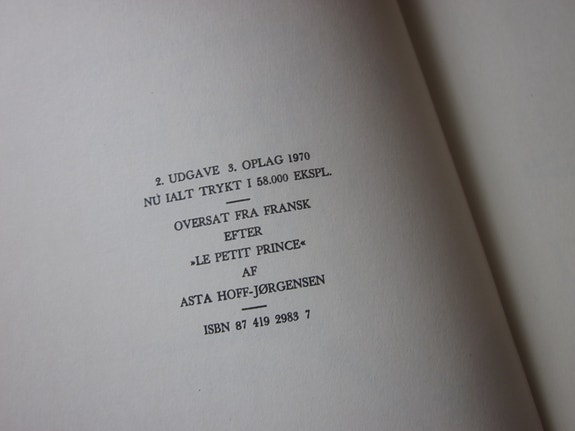 2. UDGAVE 3. OPLAG 1970
NU IALT TRYKT I 58.000 EKSPL.
OVERSAT FRA FRANSK
EFTER
»LE PETIT PRINCE«
AF
ASTA HOFF-JØRGENSEN
ISBN 87 419 2983 7